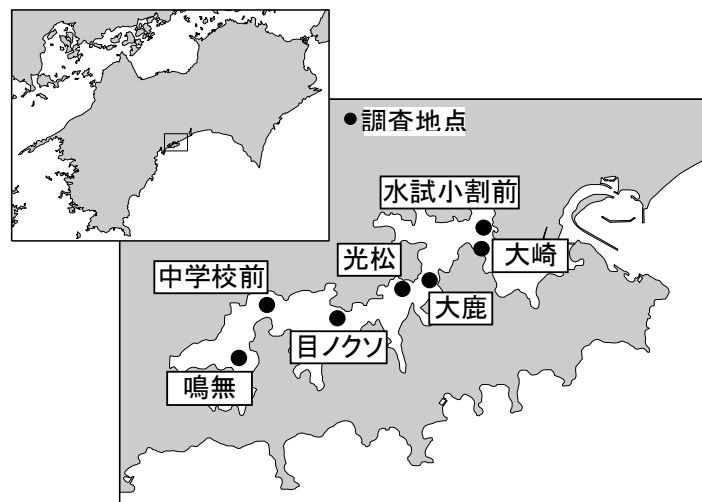 ●調査地点
水試小割前
大崎
光松
中学校前
大鹿
目ノクソ
鳴無